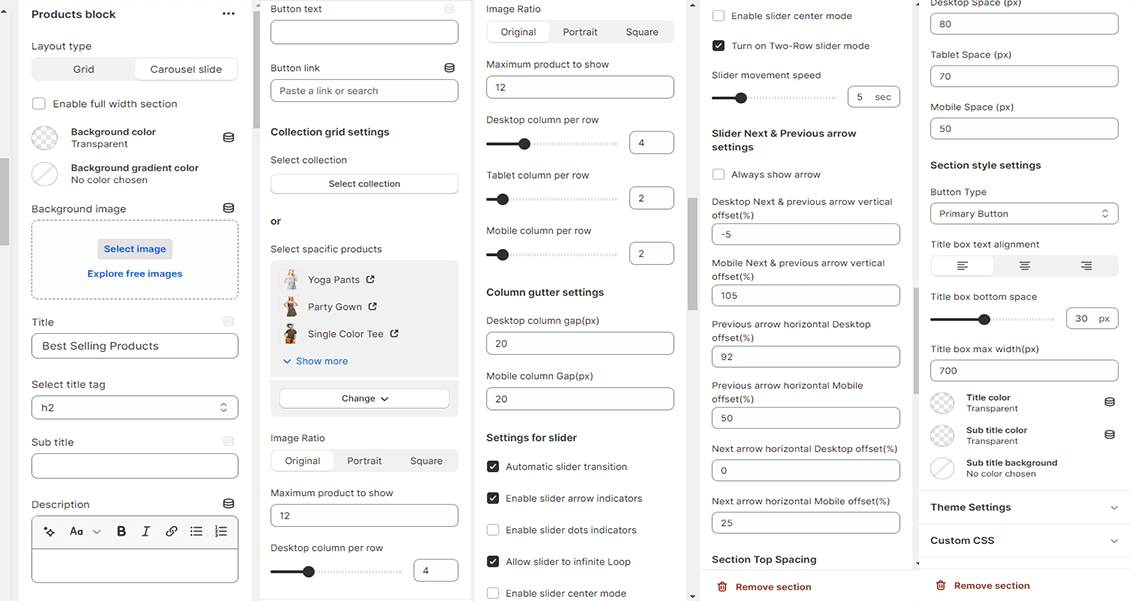 Products block
Layout type
Grid
Carousel slide
Enable full width section
Background color
Transparent
Background gradient color
No color chosen
Background image
Select image
Explore free images
Title
Best Selling Products
Select title tag
h2
Sub title
Description
Aa
B
I
Button text
Button link
Paste a link or search
Collection grid settings
Select collection
Select collection
or
Select spacific products
Yoga Pants
Party Gown
Single Color Tee
Show more
Change
Image Ratio
Original
Portrait
Square
Maximum product to show
12
Desktop column per row
4
Image Ratio
Original
Portrait
Square
Maximum product to show
12
Desktop column per row
4
Tablet column per row
2
Mobile column per row
2
Column gutter settings
Desktop column gap(px)
20
Mobile column Gap(px)
20
Settings for slider
Automatic slider transition
Enable slider arrow indicators
Enable slider dots indicators
Allow slider to infinite Loop
Enable slider center mode
Enable slider center mode
Turn on Two-Row slider mode
Slider movement speed
5 sec
Slider Next & Previous arrow
settings
Always show arrow
Desktop Next & previous arrow vertical
offset(%)
-5
Mobile Next & previous arrow vertical
offset(%)
105
Previous arrow horizontal Desktop
offset(%)
92
Previous arrow horizontal Mobile
offset(%)
50
Next arrow horizontal Desktop offset(%)
0
Next arrow horizontal Mobile offset(%)
25
Section Top Spacing
Remove section
Desktop Space (px)
80
Tablet Space (px)
70
Mobile Space (px)
50
Section style settings
Button Type
Primary Button
Title box text alignment
Title box bottom space
30 px
Title box max width(px)
700
Title color
Transparent
Sub title color
Transparent
Sub title background
No color chosen
Theme Settings
Custom CSS
Remove section